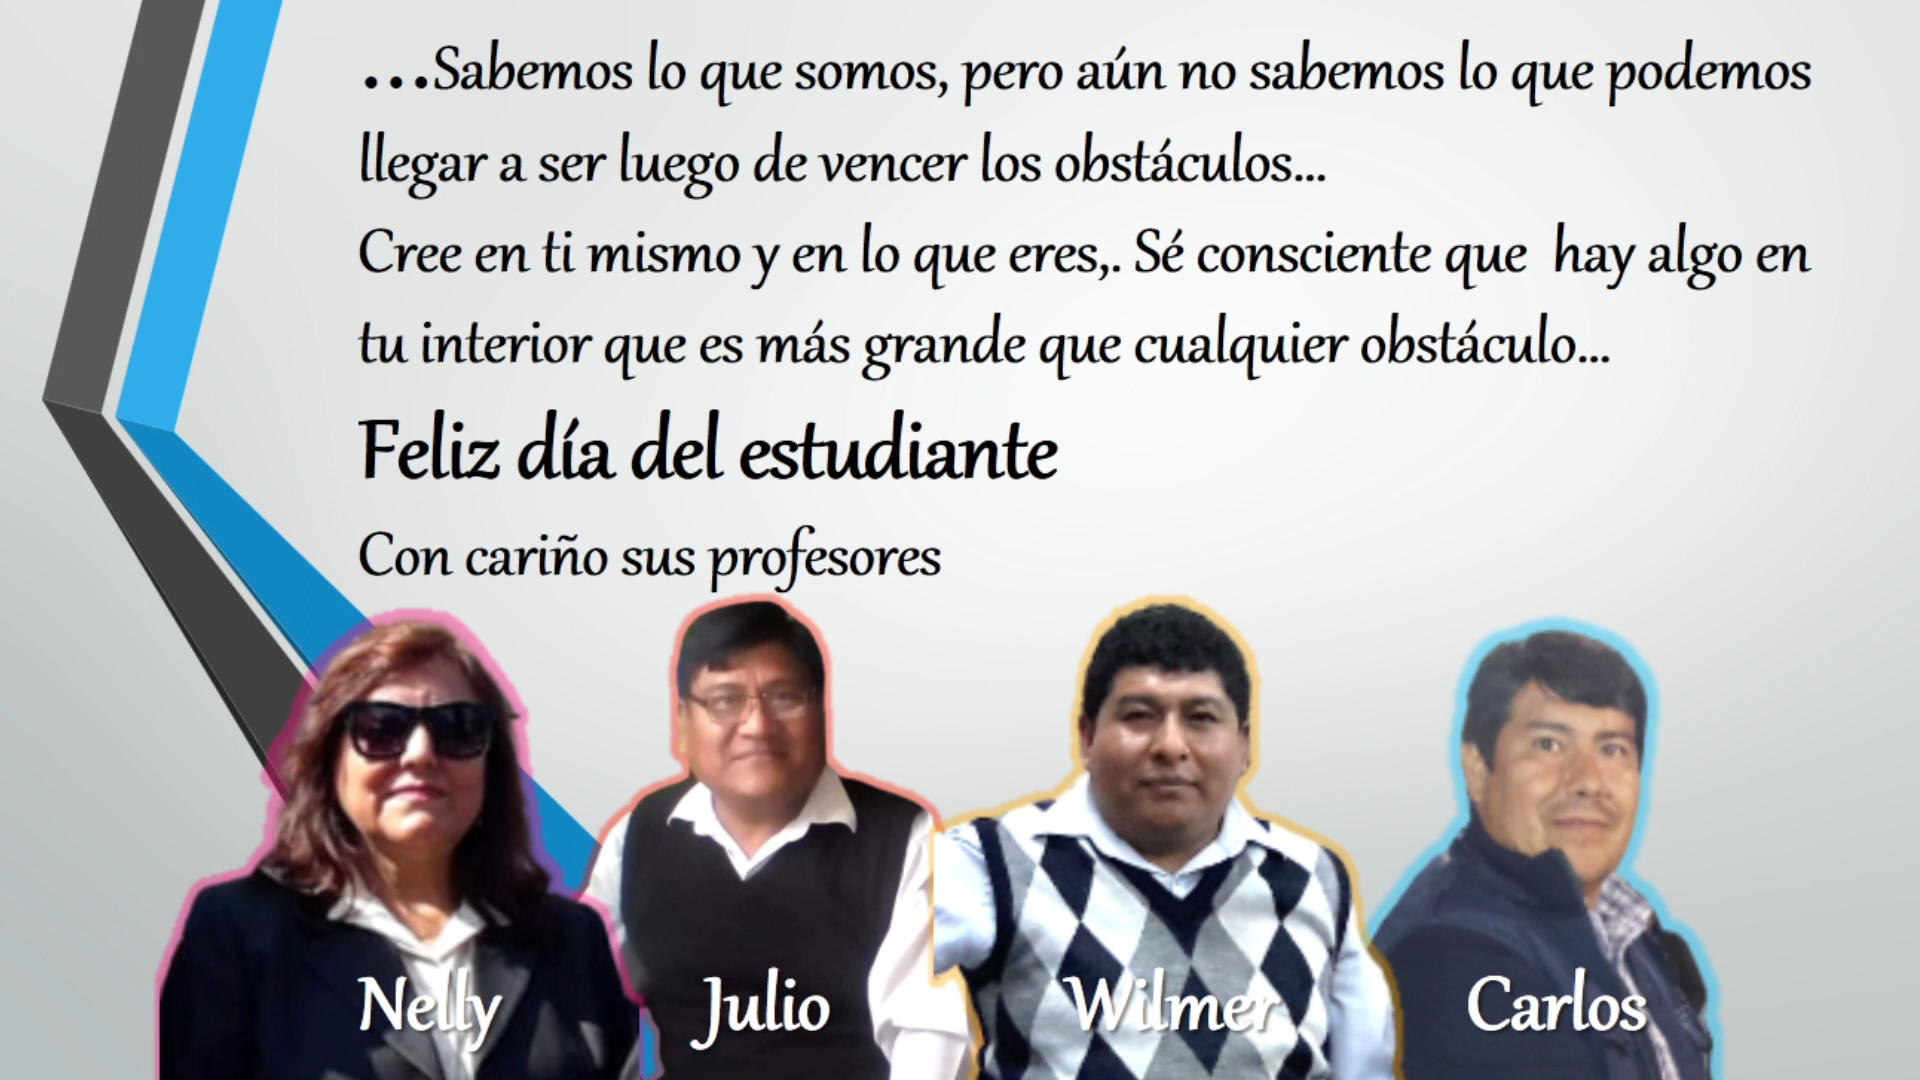 ...Sabemos lo que somos, pero aún no sabemos lo que podemos
llegar a ser luego de vencer los obstáculos...
Cree en ti mismo y en lo que eres,. Sé consciente que  hay algo en
tu interior que es más grande que cualquier obstáculo...
Feliz día del estudiante
Con cariño sus profesores
Nelly Julio Wilmer Carlos